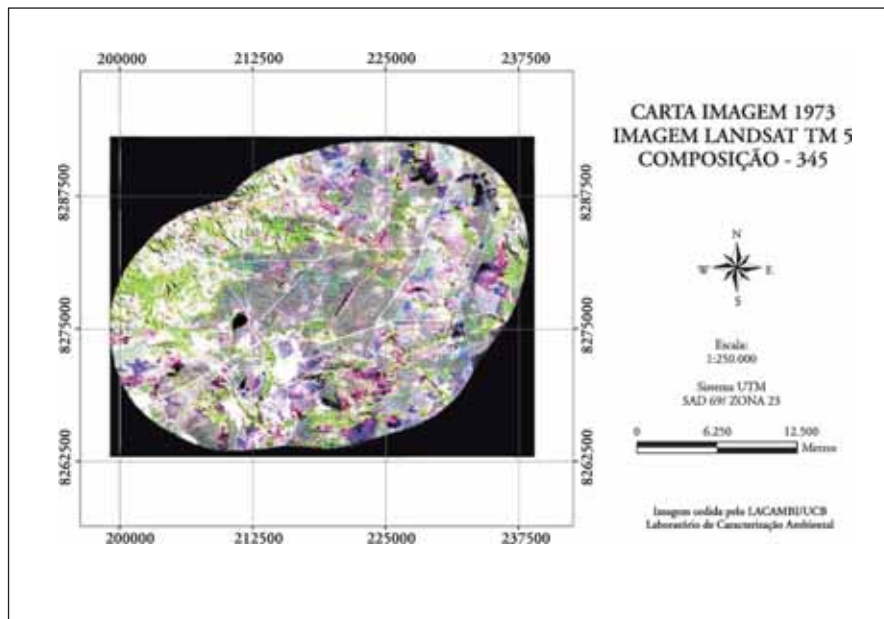 200000 212500 225000 237500
CARTA IMAGEM 1973
IMAGEM LANDSAT TM 5
COMPOSIÇÃO - 345
8287500 8287500
N
W E
S
8275000 8275000
Escala:
1:250.000
Sistema UTM
SAD 69/ ZONA 23
0 6.250 12.500
Metros
8262500 8262500
Imagem cedida pelo LACAMBI/UCB
Laboratório de Caracterização Ambiental
200000 212500 225000 237500